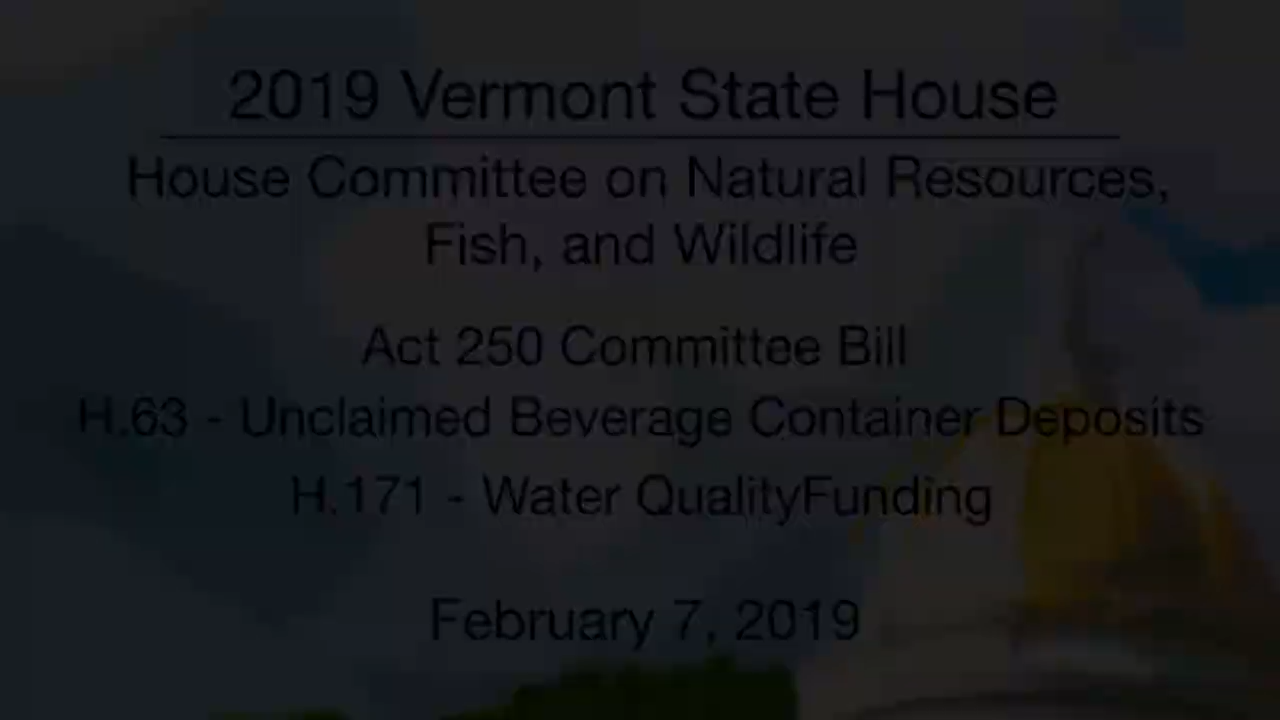 2019 Vermont State House
House Committee on Natural Resources,
Fish, and Wildlife
Act 250 Committee Bill
H.63 - Unclaimed Beverage Container Deposits
H.171 - Water QualityFunding
February 7, 2019